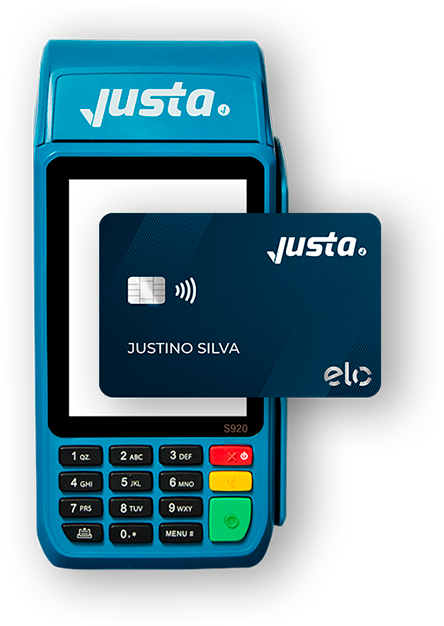 justa.
justa.
JUSTINO SILVA
elo
S920
1 QZ. 2 ABC 3 DEF
4 GHI 5 JKL 6 MNO
7 PRS 8 TUV 9 WXY
0,* MENU #